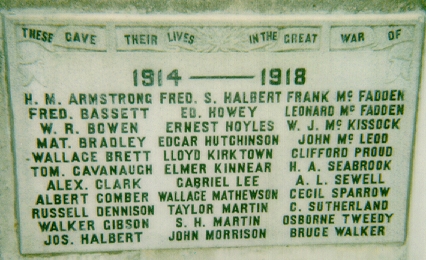 THESE GAVE THEIR LIVES IN THE GREAT WAR OF
1914 — 1918
H. M. ARMSTRONG FRED. S. HALBERT FRANK Mc FADDEN
FRED. BASSETT ED. HOWEY LEONARD Mc FADDEN
W. R. BOWEN ERNEST HOYLES W. J. Mc KISSOCK
MAT. BRADLEY EDGAR HUTCHINSON JOHN Mc LEOD
WALLACE BRETT LLOYD KIRKTOWN CLIFFORD PROUD
TOM. CAVANAUGH ELMER KINNEAR H. A. SEABROOK
ALEX. CLARK GABRIEL LEE A. L. SEWELL
ALBERT COMBER WALLACE MATHEWSON CECIL SPARROW
RUSSELL DENNISON TAYLOR MARTIN C. SUTHERLAND
WALKER GIBSON S. H. MARTIN OSBORNE TWEEDY
JOS. HALBERT JOHN MORRISON BRUCE WALKER